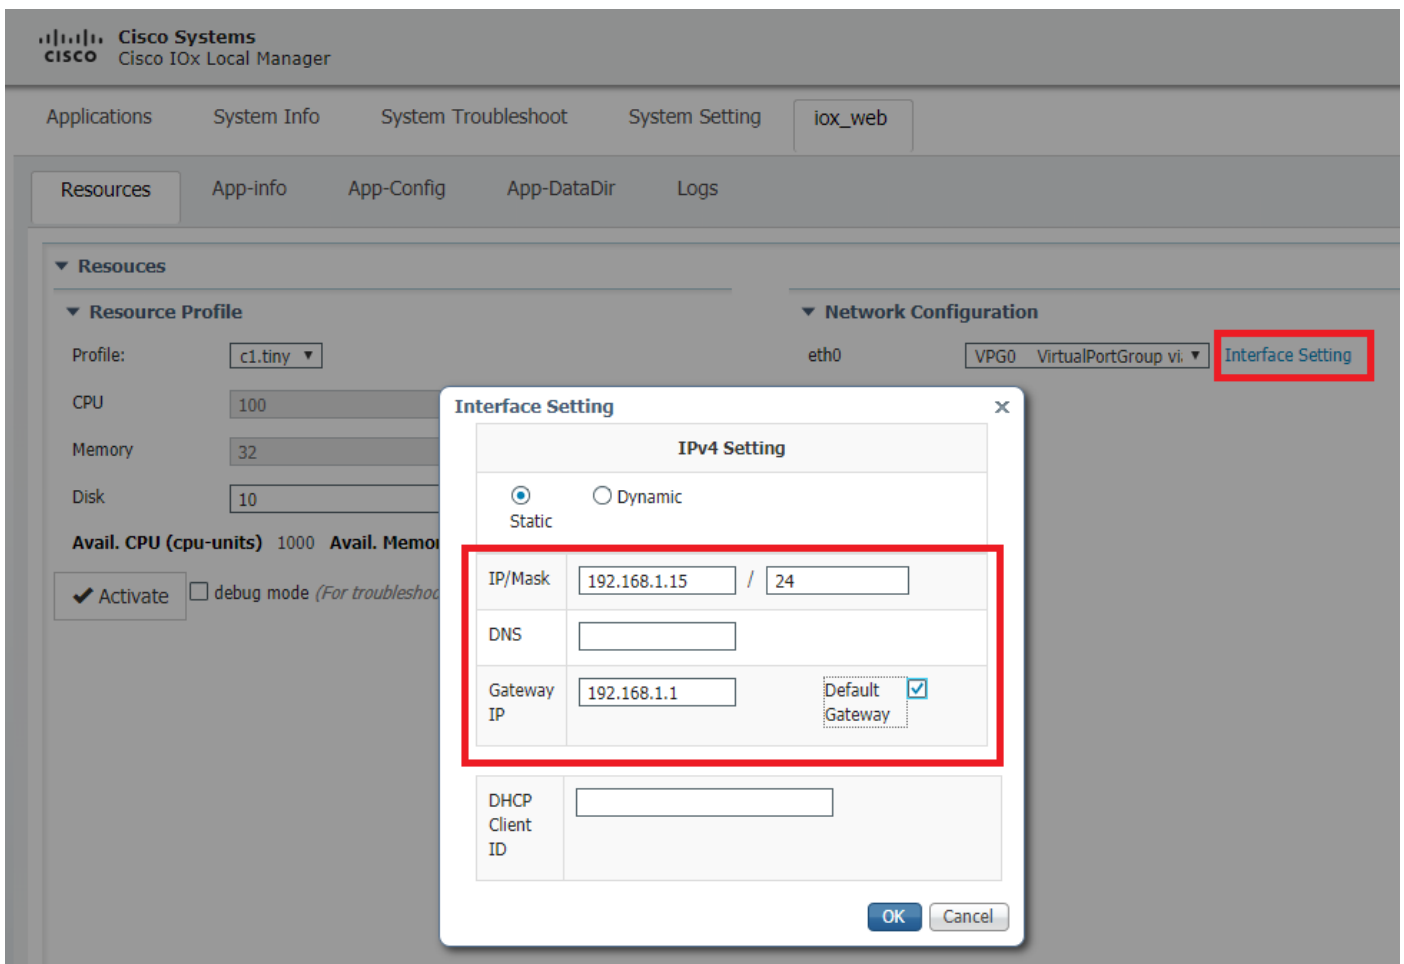 Cisco Systems
CISCO Cisco IOx Local Manager
Applications System Info System Troubleshoot System Setting iox_web
Resources App-info App-Config App-DataDir Logs
Resouces
Resource Profile Network Configuration
Profile: c1.tiny eth0 VPG0 VirtualPortGroup Interface Setting
CPU 100
Memory 32
Disk 10
Avail. CPU (cpu-units) 1000 Avail.
Activate debug mode (For
Interface Setting x
IPv4 Setting
Static Dynamic
IP/Mask 192.168.1.15 / 24
DNS
Gateway IP 192.168.1.1 Default Gateway
DHCP Client ID
OK Cancel